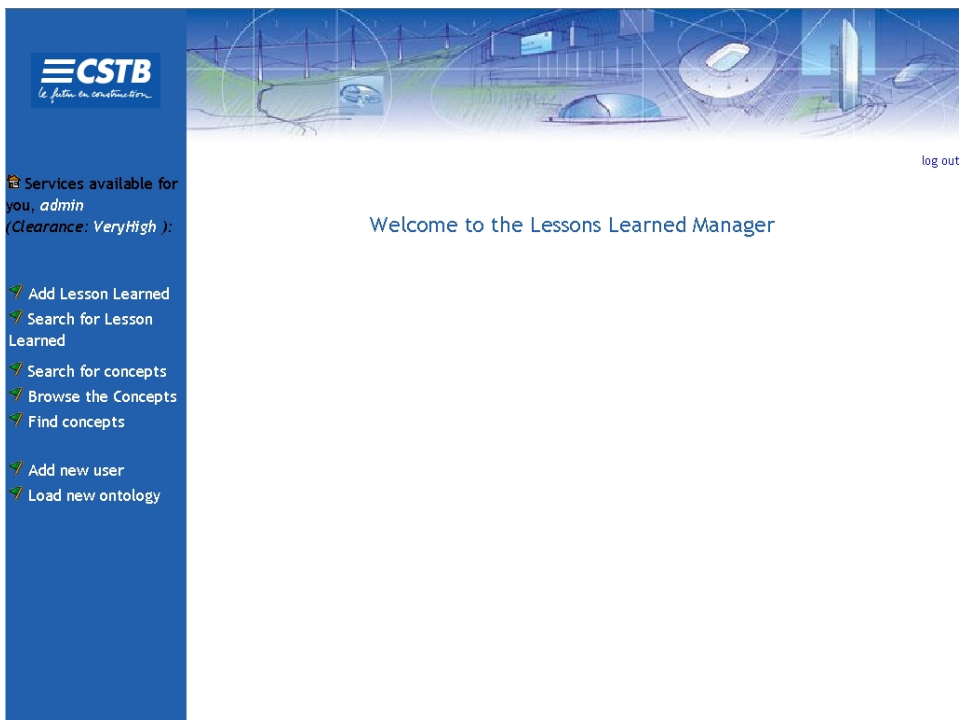 CSTB
le futur en construction
log out
Services available for
you, admin
(Clearance: VeryHigh ):
Welcome to the Lessons Learned Manager
Add Lesson Learned
Search for Lesson
Learned
Search for concepts
Browse the Concepts
Find concepts
Add new user
Load new ontology